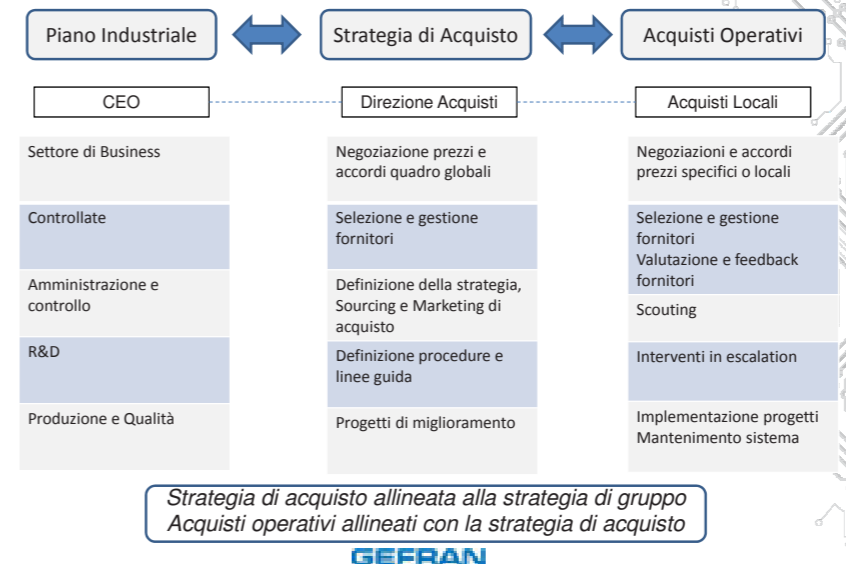 Piano Industriale
Strategia di Acquisto
Acquisti Operativi
CEO
Direzione Acquisti
Acquisti Locali
Settore di Business
Controllate
Amministrazione e
controllo
R&D
Produzione e Qualità
Negoziazione prezzi e
accordi quadro globali
Selezione e gestione
fornitori
Definizione della strategia,
Sourcing e Marketing di
acquisto
Definizione procedure e
linee guida
Progetti di miglioramento
Negoziazioni e accordi
prezzi specifici o locali
Selezione e gestione
fornitori
Valutazione e feedback
fornitori
Scouting
Interventi in escalation
Implementazione progetti
Mantenimento sistema
Strategia di acquisto allineata alla strategia di gruppo
Acquisti operativi allineati con la strategia di acquisto
GEFRAN